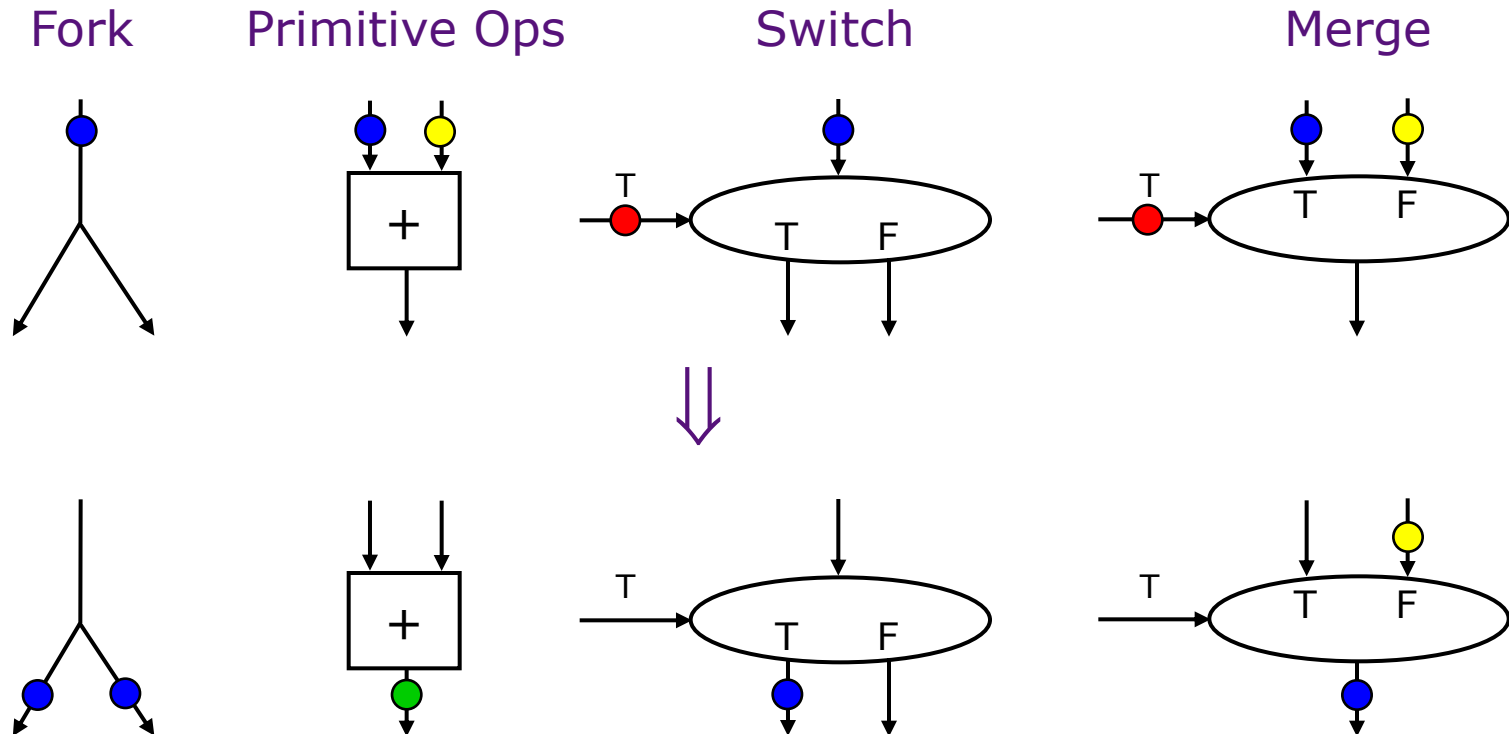 Fork Primitive Ops Switch Merge
T T
T F
+ T F
⇓
T T
T F
+ T F